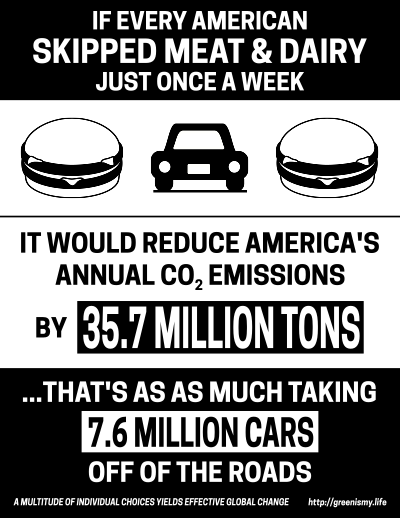 IF EVERY AMERICAN
SKIPPED MEAT & DAIRY
JUST ONCE A WEEK
IT WOULD REDUCE AMERICA'S
ANNUAL CO₂ EMISSIONS
BY 35.7 MILLION TONS
...THAT'S AS AS MUCH TAKING
7.6 MILLION CARS
OFF OF THE ROADS
A MULTITUDE OF INDIVIDUAL CHOICES YIELDS EFFECTIVE GLOBAL CHANGE http://greenismy.life